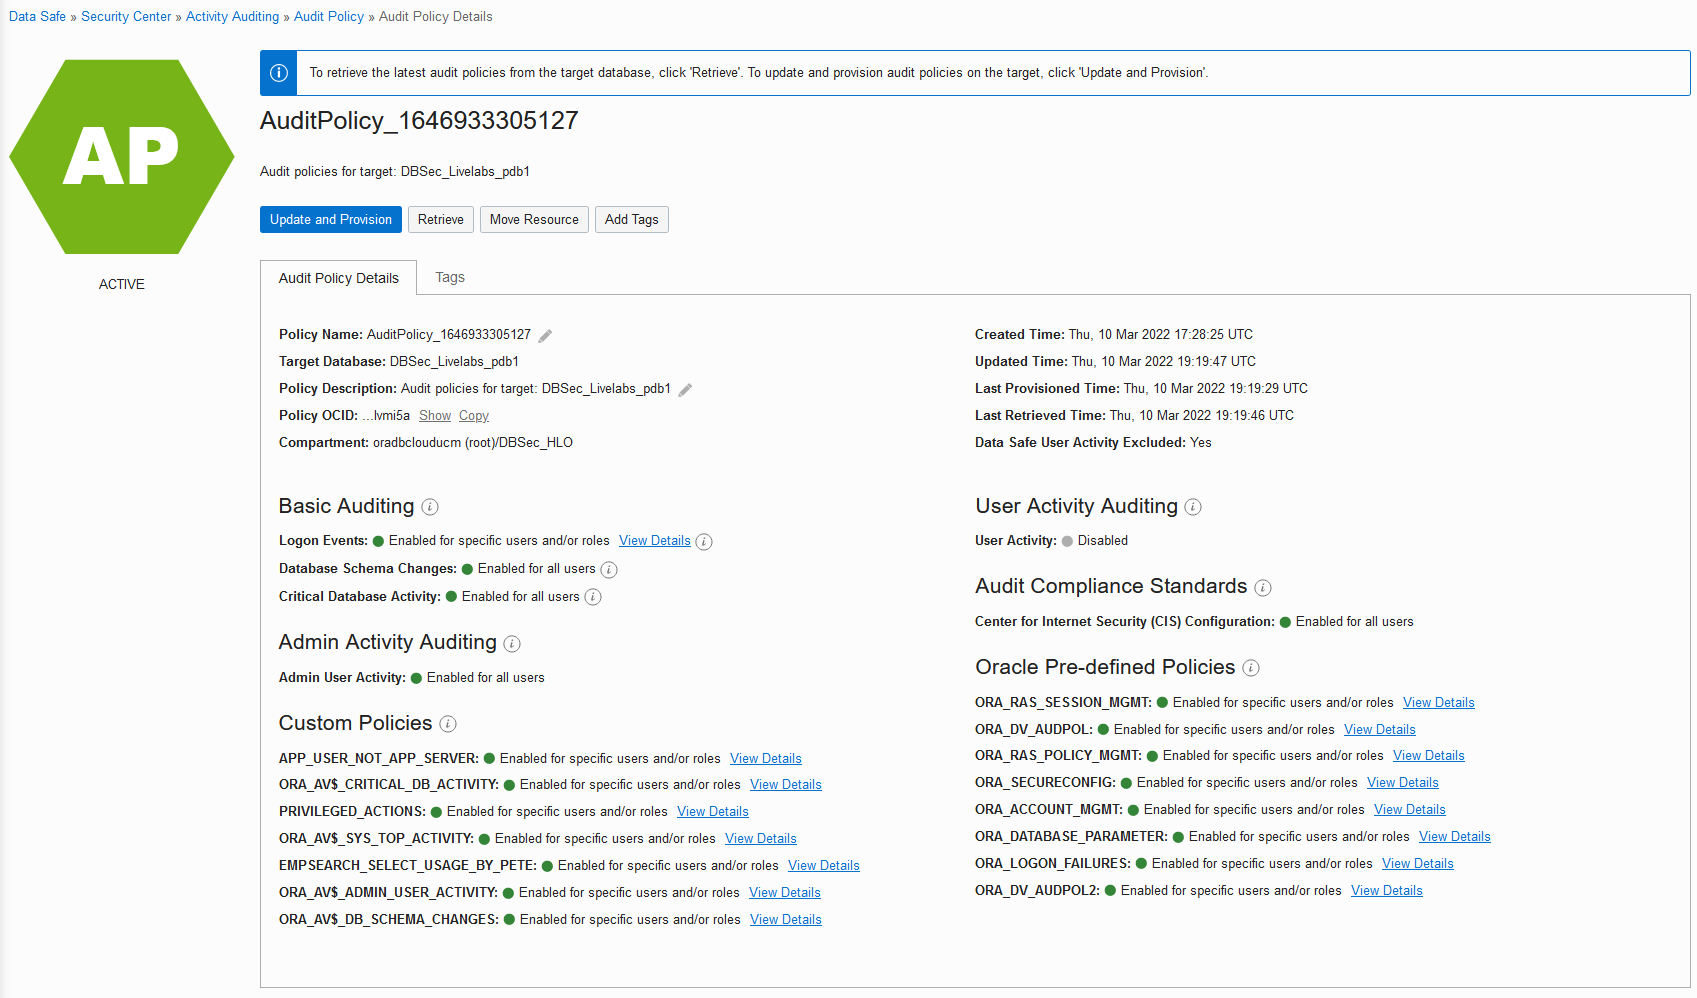 Data Safe » Security Center » Activity Auditing » Audit Policy » Audit Policy Details
AP
ACTIVE
To retrieve the latest audit policies from the target database, click 'Retrieve'. To update and provision audit policies on the target, click 'Update and Provision'.
AuditPolicy_1646933305127
Audit policies for target: DBSec_Livelabs_pdb1
Update and Provision Retrieve Move Resource Add Tags
Audit Policy Details Tags
Policy Name: AuditPolicy_1646933305127
Target Database: DBSec_Livelabs_pdb1
Policy Description: Audit policies for target: DBSec_Livelabs_pdb1
Policy OCID: ...lvmi5a Show Copy
Compartment: oradbclouducm (root)/DBSec_HLO
Created Time: Thu, 10 Mar 2022 17:28:25 UTC
Updated Time: Thu, 10 Mar 2022 19:19:47 UTC
Last Provisioned Time: Thu, 10 Mar 2022 19:19:29 UTC
Last Retrieved Time: Thu, 10 Mar 2022 19:19:46 UTC
Data Safe User Activity Excluded: Yes
Basic Auditing
Logon Events: Enabled for specific users and/or roles View Details
Database Schema Changes: Enabled for all users
Critical Database Activity: Enabled for all users
Admin Activity Auditing
Admin User Activity: Enabled for all users
Custom Policies
APP_USER_NOT_APP_SERVER: Enabled for specific users and/or roles View Details
ORA_AV$_CRITICAL_DB_ACTIVITY: Enabled for specific users and/or roles View Details
PRIVILEGED_ACTIONS: Enabled for specific users and/or roles View Details
ORA_AV$_SYS_TOP_ACTIVITY: Enabled for specific users and/or roles View Details
EMPSEARCH_SELECT_USAGE_BY_PETE: Enabled for specific users and/or roles View Details
ORA_AV$_ADMIN_USER_ACTIVITY: Enabled for specific users and/or roles View Details
ORA_AV$_DB_SCHEMA_CHANGES: Enabled for specific users and/or roles View Details
User Activity Auditing
User Activity: Disabled
Audit Compliance Standards
Center for Internet Security (CIS) Configuration: Enabled for all users
Oracle Pre-defined Policies
ORA_RAS_SESSION_MGMT: Enabled for specific users and/or roles View Details
ORA_DV_AUDPOL: Enabled for specific users and/or roles View Details
ORA_RAS_POLICY_MGMT: Enabled for specific users and/or roles View Details
ORA_SECURECONFIG: Enabled for specific users and/or roles View Details
ORA_ACCOUNT_MGMT: Enabled for specific users and/or roles View Details
ORA_DATABASE_PARAMETER: Enabled for specific users and/or roles View Details
ORA_LOGON_FAILURES: Enabled for specific users and/or roles View Details
ORA_DV_AUDPOL2: Enabled for specific users and/or roles View Details